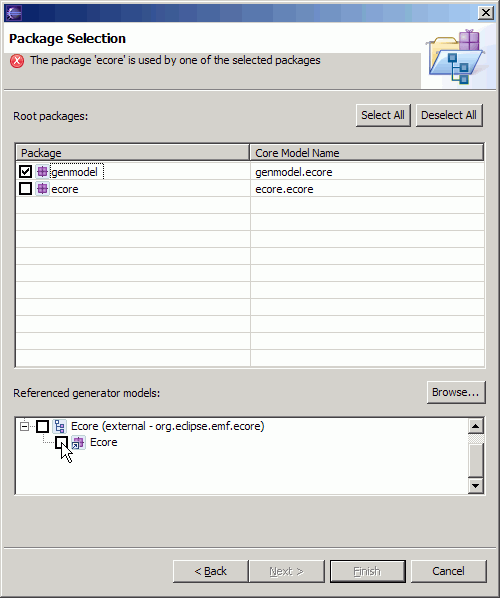 Package Selection
The package 'ecore' is used by one of the selected packages
Root packages:
Select All
Deselect All
Package
Core Model Name
genmodel
genmodel.ecore
ecore
ecore.ecore
Referenced generator models:
Browse...
Ecore (external - org.eclipse.emf.ecore)
Ecore
< Back
Next >
Finish
Cancel